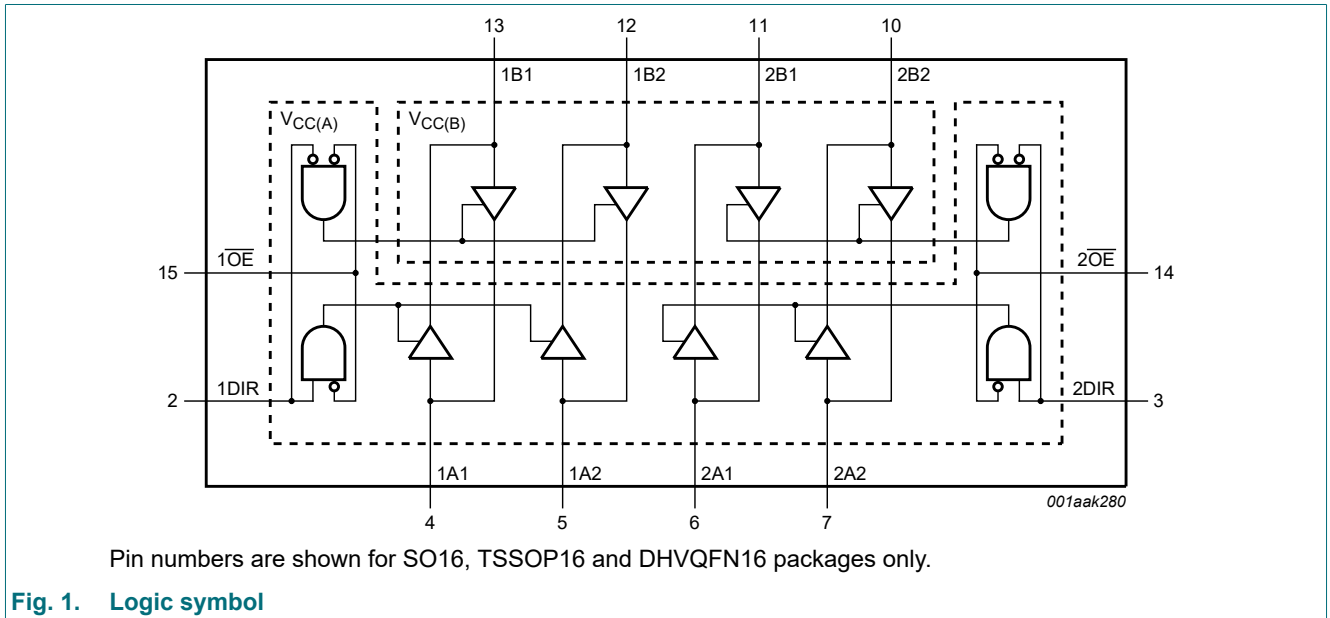 13 12 11 10
1B1 1B2 2B1 2B2
VCC(A) VCC(B)
15 1OE 2OE 14
2 1DIR 2DIR 3
1A1 1A2 2A1 2A2
001aak280
4 5 6 7
Pin numbers are shown for SO16, TSSOP16 and DHVQFN16 packages only.
Fig. 1. Logic symbol